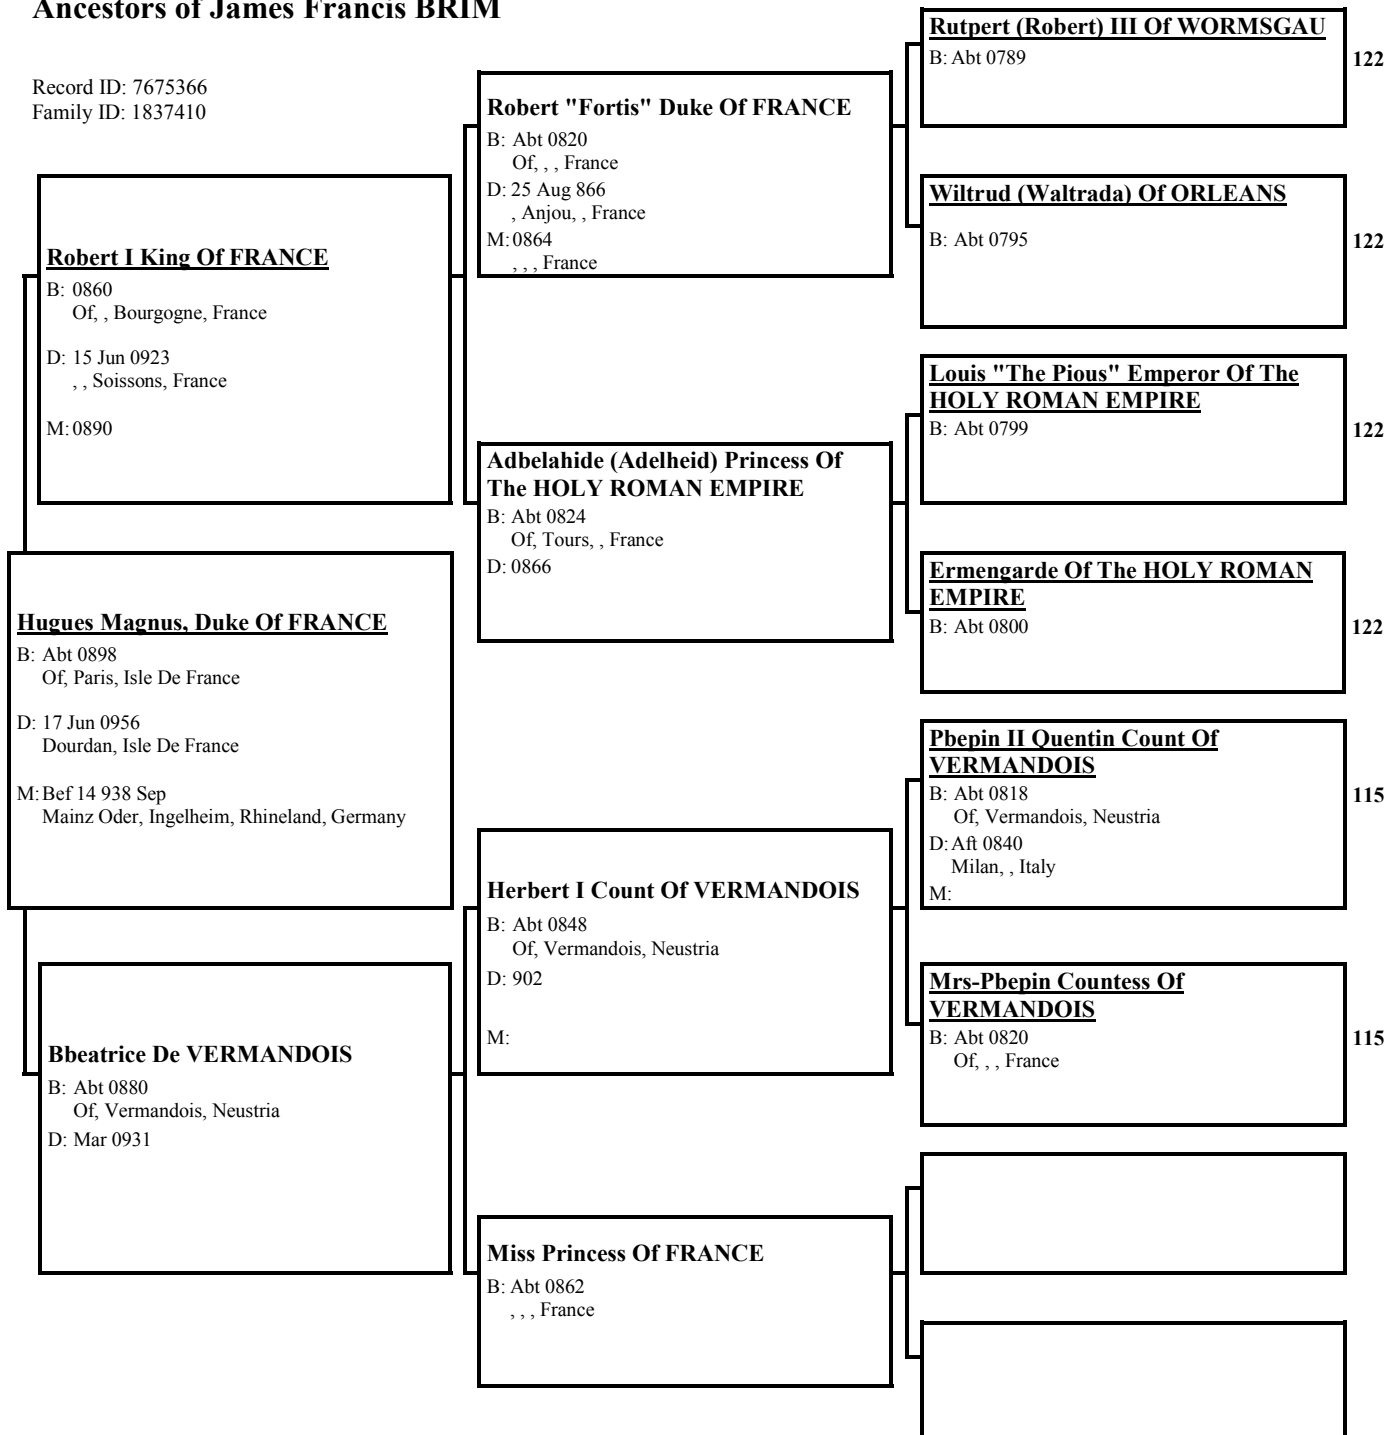 Ancestors of James Francis BRIM
Record ID: 7675366
Family ID: 1837410
Rutpert (Robert) III Of WORMSGAU
B: Abt 0789
122
Robert "Fortis" Duke Of FRANCE
B: Abt 0820
Of, , , France
D: 25 Aug 866
, Anjou, , France
M: 0864
, , , France
Wiltrud (Waltrada) Of ORLEANS
B: Abt 0795
122
Robert I King Of FRANCE
B: 0860
Of, , Bourgogne, France
D: 15 Jun 0923
, , Soissons, France
M: 0890
Louis "The Pious" Emperor Of The
HOLY ROMAN EMPIRE
B: Abt 0799
122
Adbelahide (Adelheid) Princess Of
The HOLY ROMAN EMPIRE
B: Abt 0824
Of, Tours, , France
D: 0866
Ermengarde Of The HOLY ROMAN
EMPIRE
B: Abt 0800
122
Hugues Magnus, Duke Of FRANCE
B: Abt 0898
Of, Paris, Isle De France
D: 17 Jun 0956
Dourdan, Isle De France
M: Bef 14 938 Sep
Mainz Oder, Ingelheim, Rhineland, Germany
Pbepin II Quentin Count Of
VERMANDOIS
B: Abt 0818
Of, Vermandois, Neustria
D: Aft 0840
Milan, , Italy
M:
115
Herbert I Count Of VERMANDOIS
B: Abt 0848
Of, Vermandois, Neustria
D: 902
M:
Mrs-Pbepin Countess Of
VERMANDOIS
B: Abt 0820
Of, , , France
115
Bbeatrice De VERMANDOIS
B: Abt 0880
Of, Vermandois, Neustria
D: Mar 0931
Miss Princess Of FRANCE
B: Abt 0862
, , , France